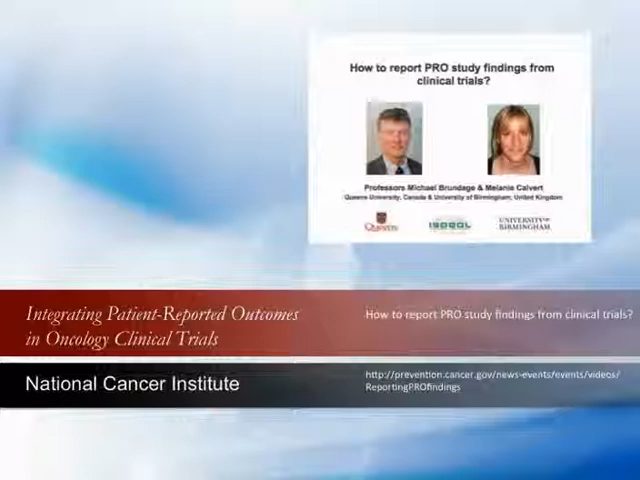 How to report PRO study findings from
clinical trials?
Professors Michael Brundage & Melanie Calvert
Queens University, Canada & University of Birmingham, United Kingdom
Queen's
ISOQOL
UNIVERSITY OF
BIRMINGHAM
Integrating Patient-Reported Outcomes
in Oncology Clinical Trials
How to report PRO study findings from clinical trials?
National Cancer Institute
http://prevention.cancer.gov/news-events/events/videos/
ReportingPROfindings